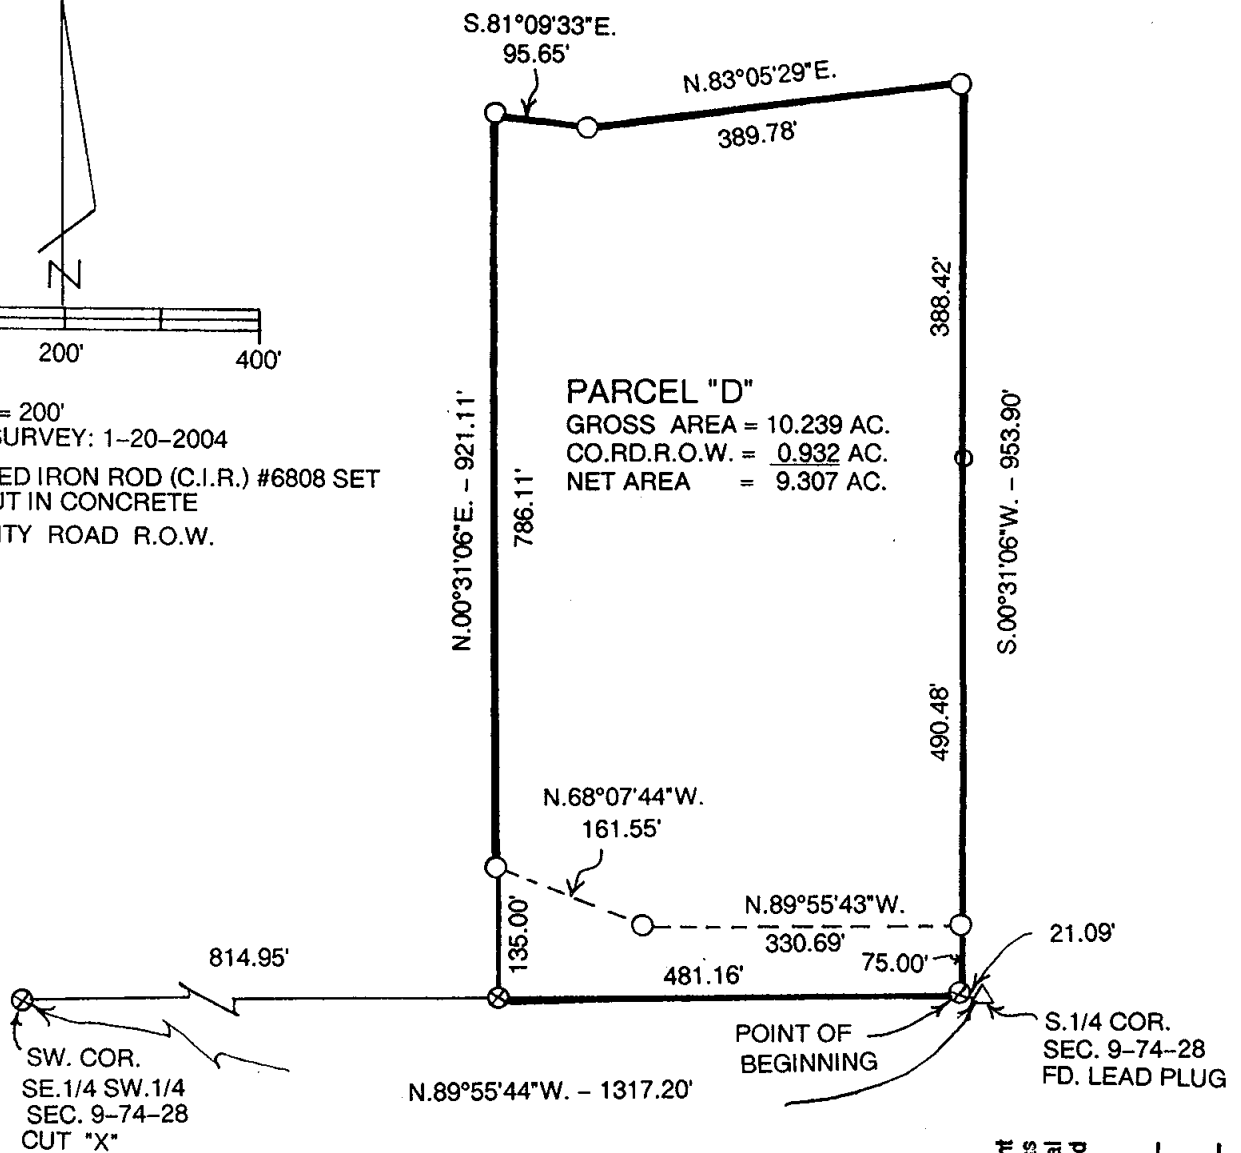 S.81°09'33"E.
95.65'
N.83°05'29"E.
389.78'
N
200'
400'
= 200'
SURVEY: 1-20-2004
ED IRON ROD (C.I.R.) #6808 SET
UT IN CONCRETE
TY ROAD R.O.W.
N.00°31'06"E. - 921.11'
786.11'
PARCEL "D"
GROSS AREA = 10.239 AC.
CO.RD.R.O.W. = 0.932 AC.
NET AREA = 9.307 AC.
388.42'
S.00°31'06"W. - 953.90'
490.48'
N.68°07'44"W.
161.55'
N.89°55'43"W.
330.69'
135.00'
75.00'
21.09'
814.95'
481.16'
POINT OF
BEGINNING
S.1/4 COR.
SEC. 9-74-28
FD. LEAD PLUG
SW. COR.
SE.1/4 SW.1/4
SEC. 9-74-28
CUT "X"
N.89°55'44"W. - 1317.20'